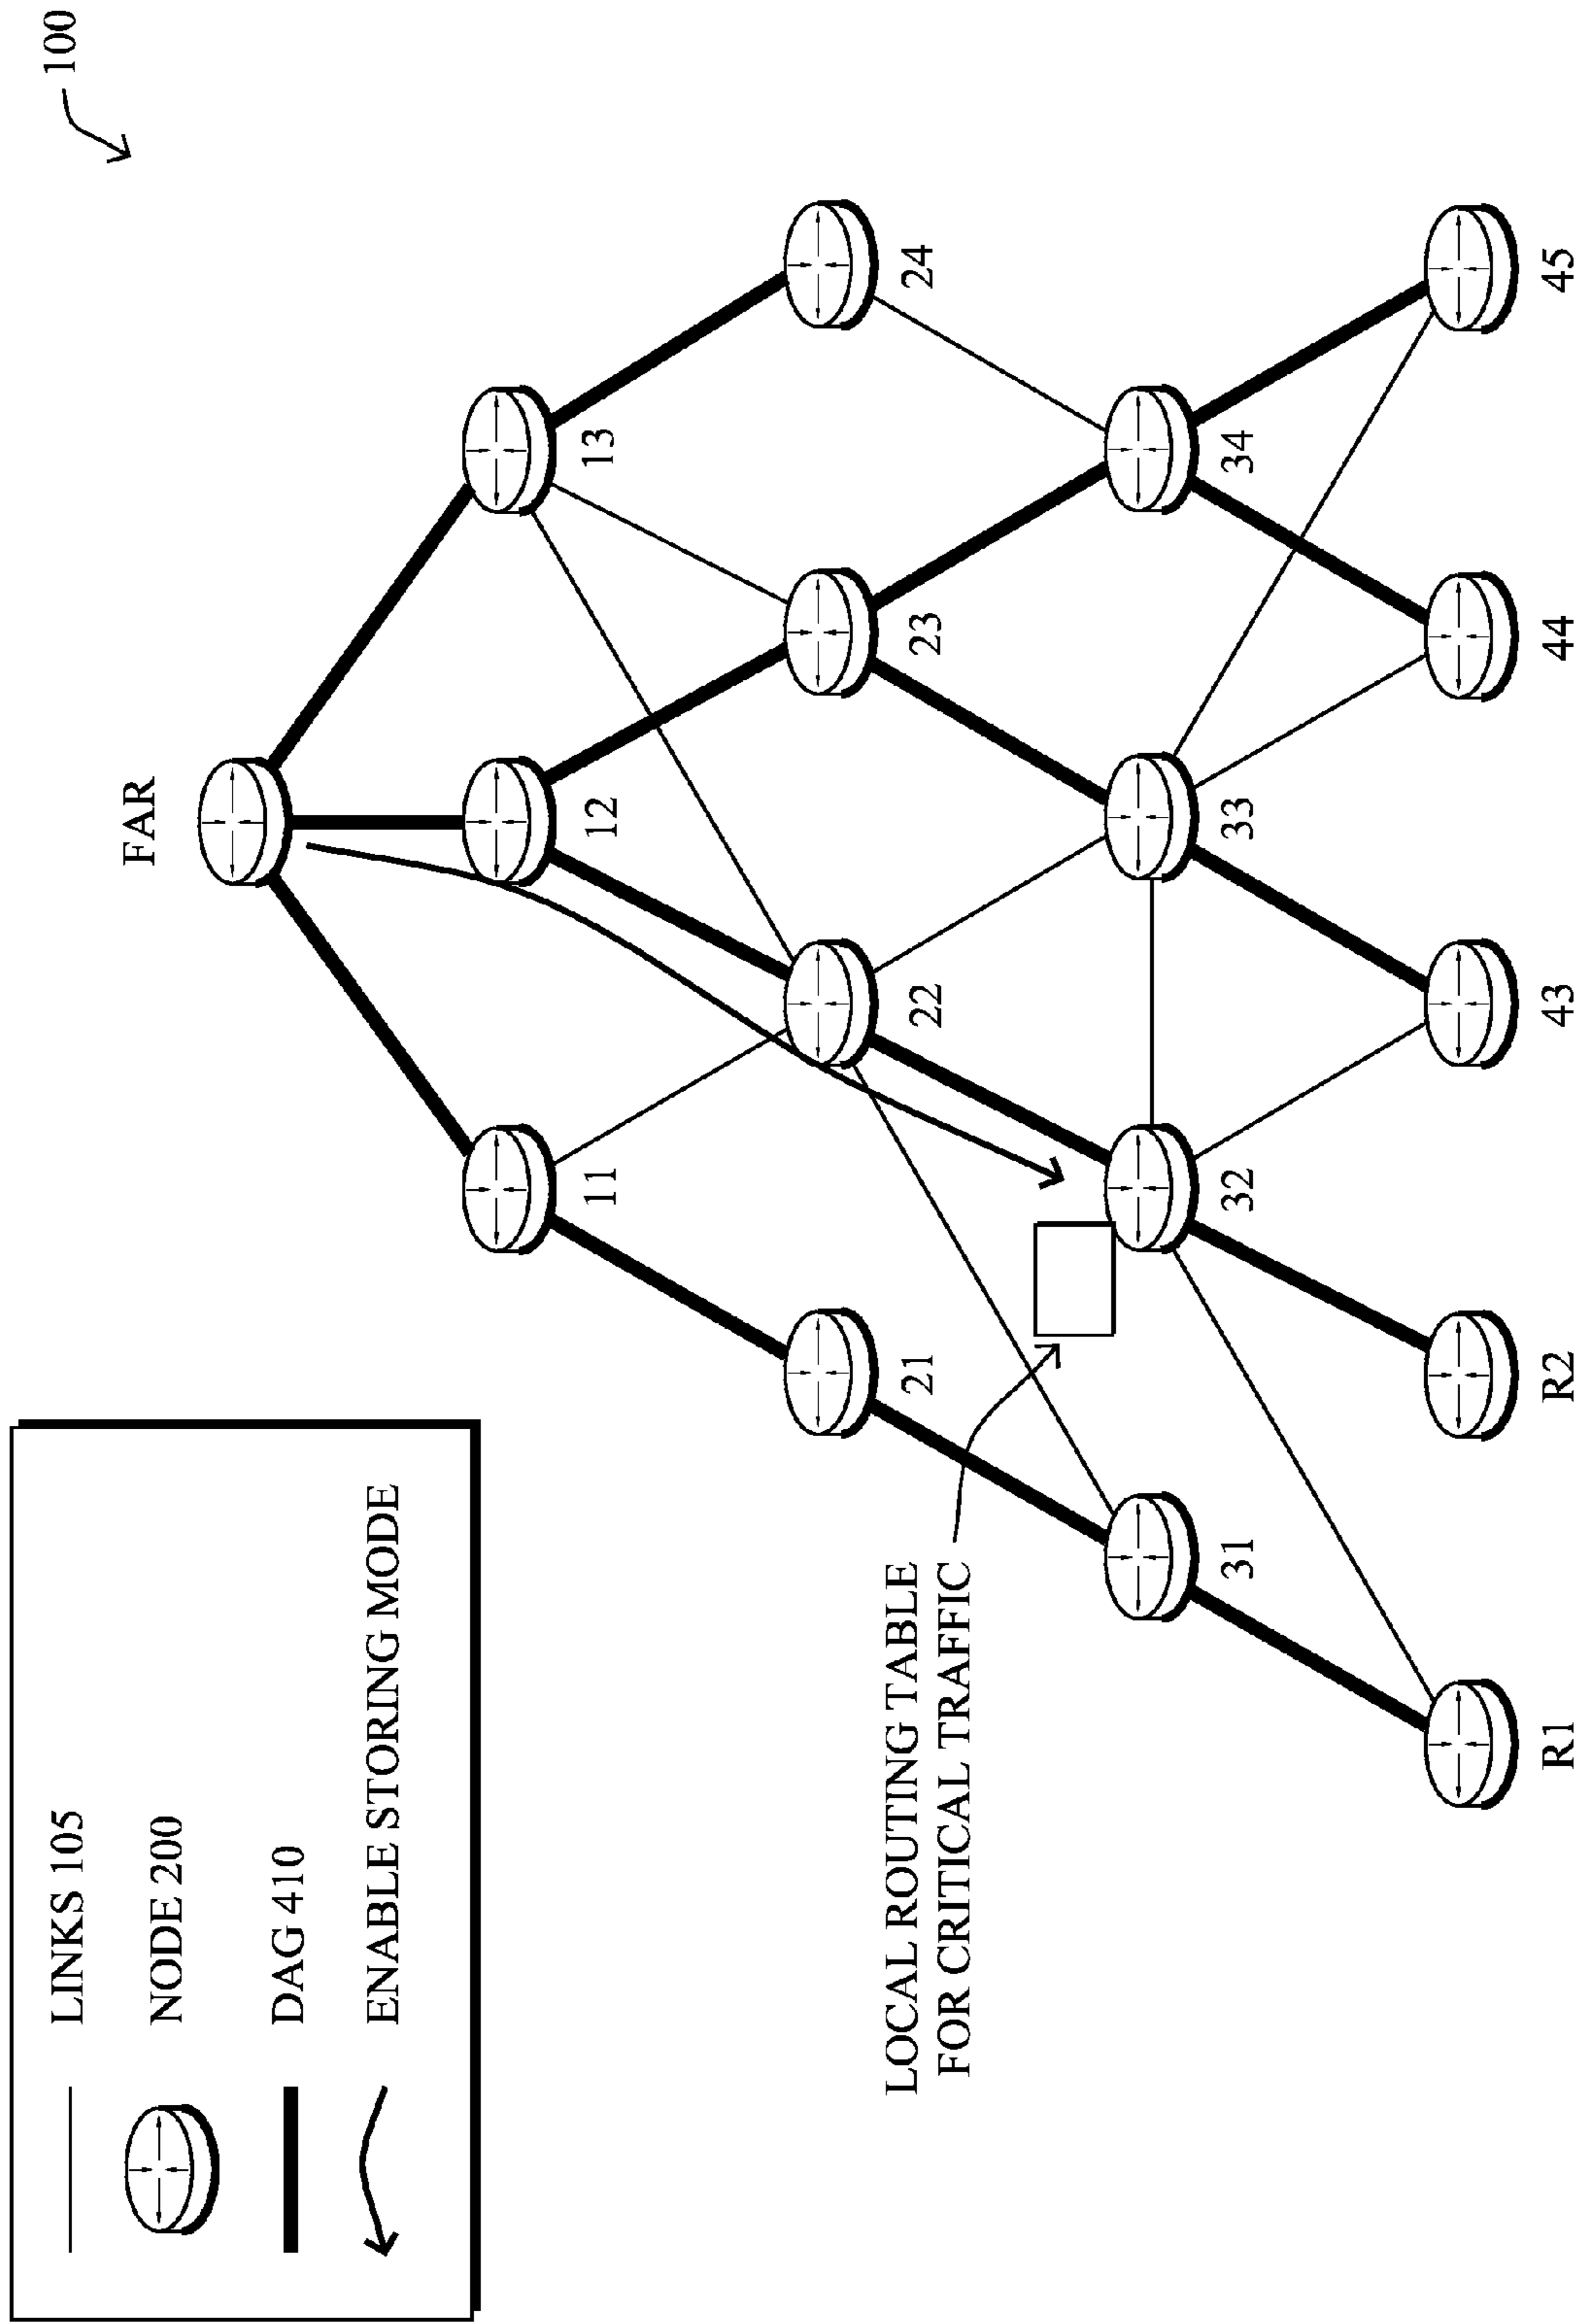 LINKS 105
NODE 200
DAG 410
ENABLE STORING MODE
100
FAR
11
12
13
21
22
23
24
LOCAL ROUTING TABLE
FOR CRITICAL TRAFFIC
31
32
33
34
R1
R2
43
44
45